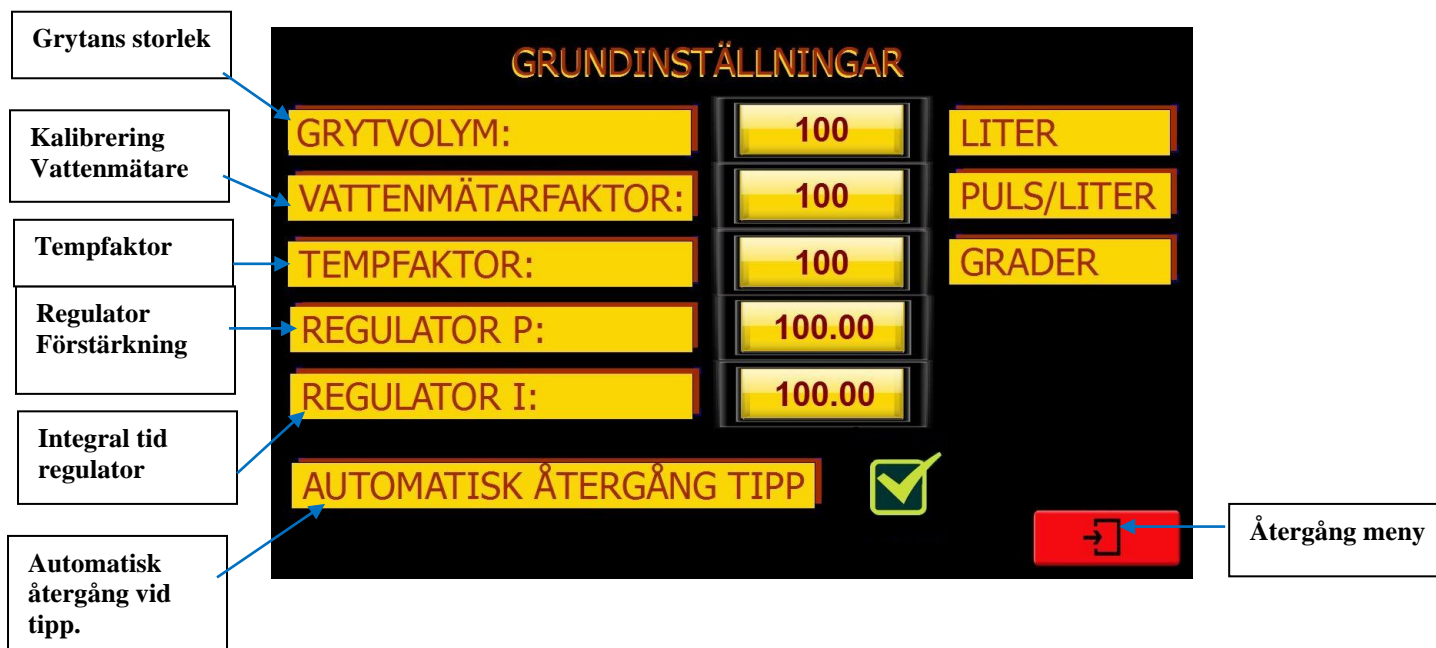 Grytans storlek
Kalibrering
Vattenmätare
Tempfaktor
Regulator
Förstärkning
Integral tid
regulator
Automatisk
återgång vid
tipp.
GRUNDINSTÄLLNINGAR
GRYTVOLYM: 100 LITER
VATTENMÄTARFAKTOR: 100 PULS/LITER
TEMPFAKTOR: 100 GRADER
REGULATOR P: 100.00
REGULATOR I: 100.00
AUTOMATISK ÅTERGÅNG TIPP
Återgång meny